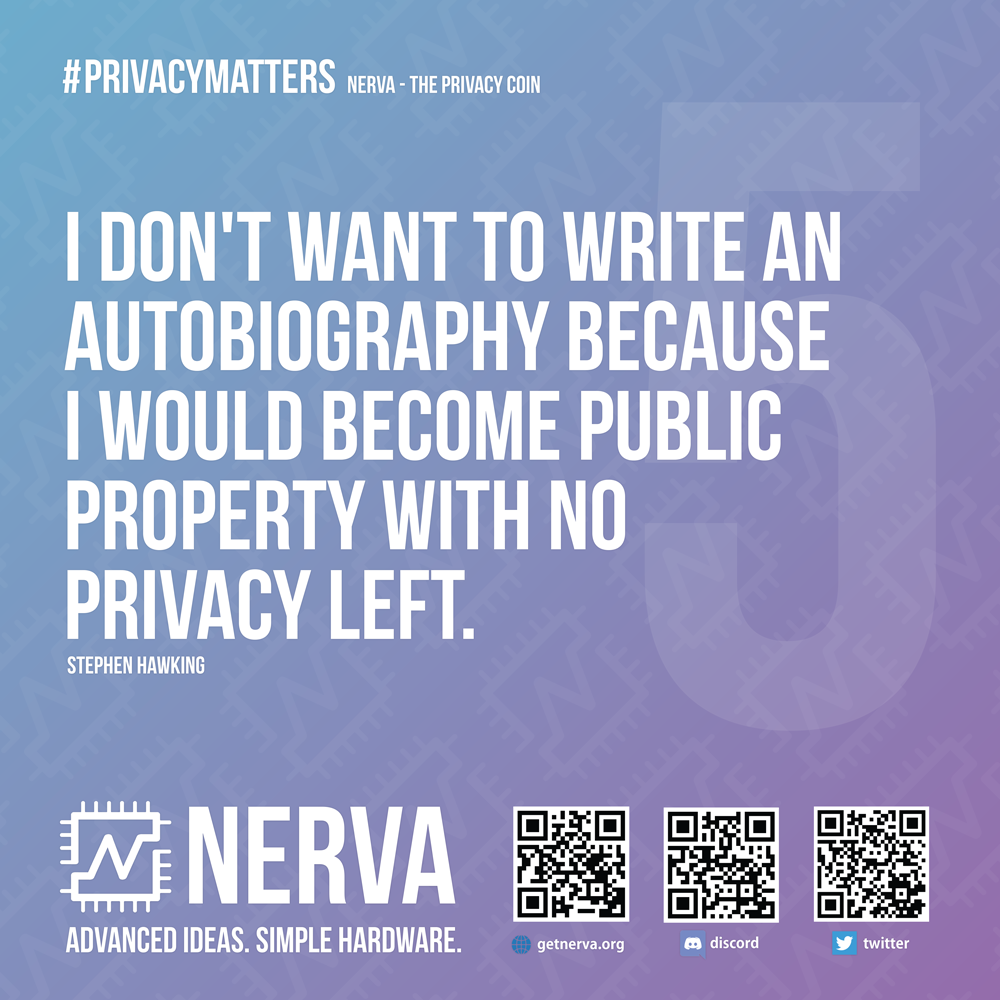 #PRIVACYMATTERS NERVA - THE PRIVACY COIN
5
I DON'T WANT TO WRITE AN
AUTOBIOGRAPHY BECAUSE
I WOULD BECOME PUBLIC
PROPERTY WITH NO
PRIVACY LEFT.
STEPHEN HAWKING
NERVA
ADVANCED IDEAS. SIMPLE HARDWARE.
getnerva.org discord twitter